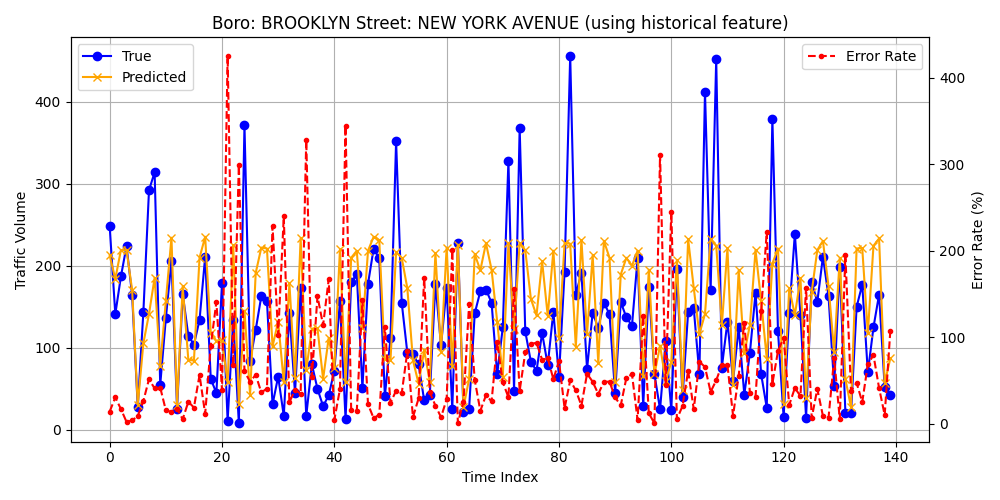 Boro: BROOKLYN Street: NEW YORK AVENUE (using historical feature)
True
Predicted
Error Rate
400
300
200
100
0
Traffic Volume
400
300
200
100
0
Error Rate (%)
0 20 40 60 80 100 120 140
Time Index